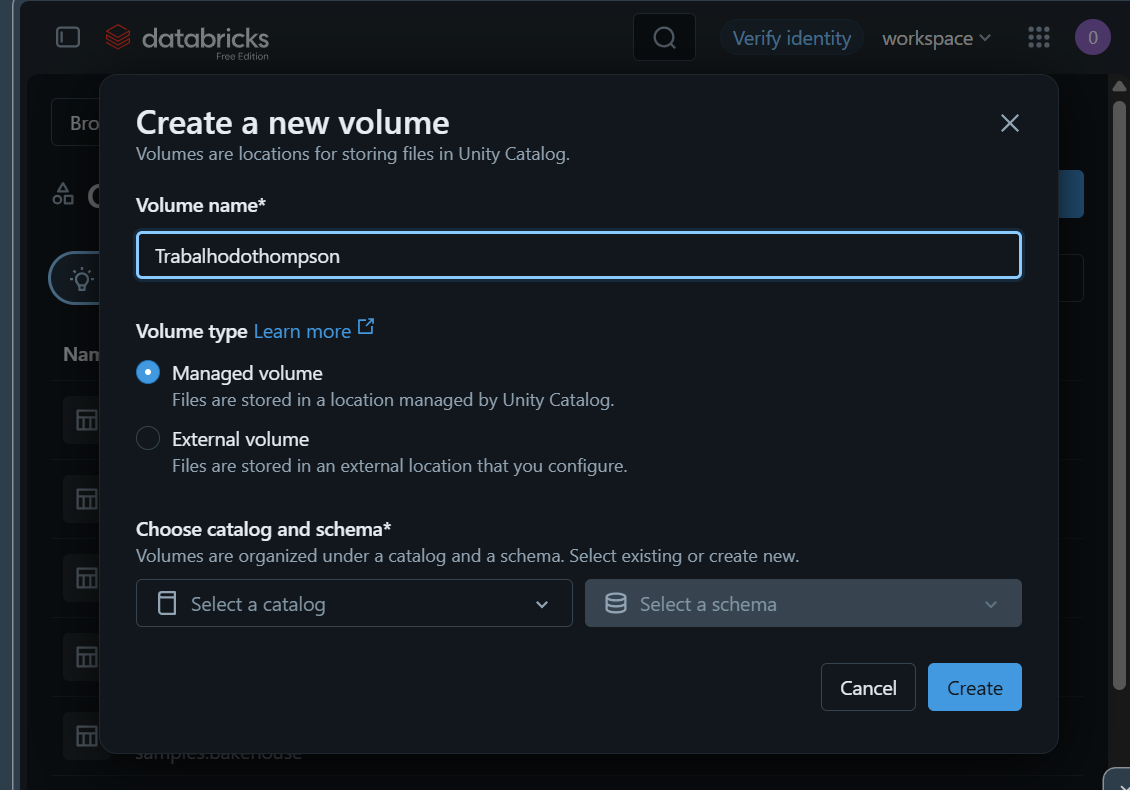 databricks
Free Edition
Verify identity
workspace
0
Bro
Create a new volume
Volumes are locations for storing files in Unity Catalog.
Volume name*
Trabalhodothompson
Volume type Learn more
Nam
Managed volume
Files are stored in a location managed by Unity Catalog.
External volume
Files are stored in an external location that you configure.
Choose catalog and schema*
Volumes are organized under a catalog and a schema. Select existing or create new.
Select a catalog
Select a schema
Cancel
Create
samples.bakehouse